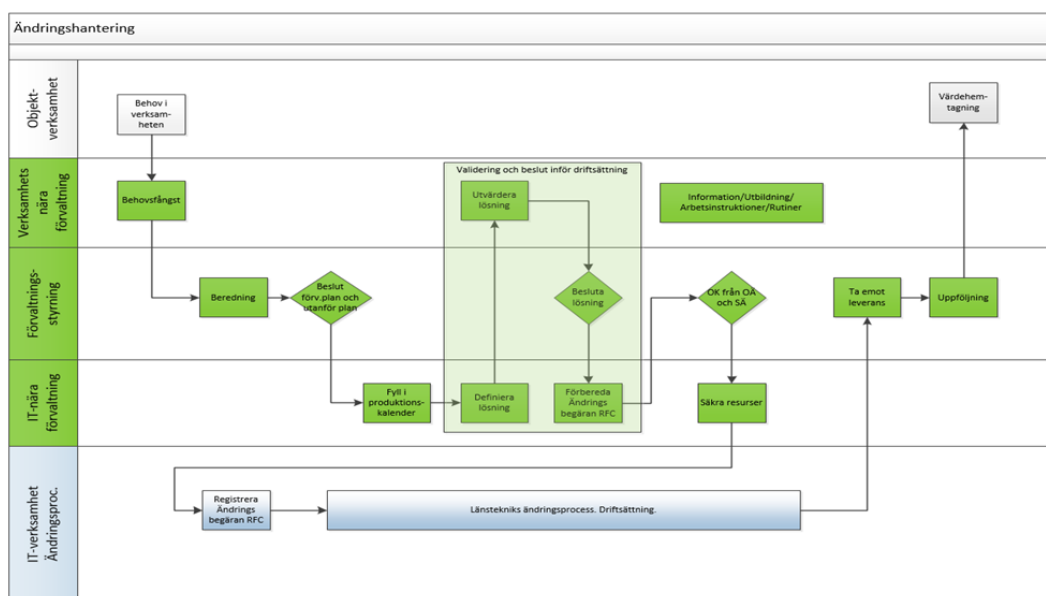 Ändringshantering
Objekt-
verksamhet
Behov i
verksam-
heten
Värdehem-
tagning
Verksamhets
nära
förvaltning
Behovsfångst
Validering och beslut inför driftsättning
Utvärdera
lösning
Information/Utbildning/
Arbetsinstruktioner/Rutiner
Förvaltnings-
styrning
Beredning
Beslut
förv.plan och
utanför plan
Besluta
lösning
OK från OÄ
och SÄ
Ta emot
leverans
Uppföljning
IT-nära
förvaltning
Fyll i
produktions-
kalender
Definiera
lösning
Förbereda
Ändrings
begäran RFC
Säkra resurser
IT-verksamhet
Ändringsproc.
Registrera
Ändrings
begäran RFC
Länstekniks ändringsprocess. Driftsättning.